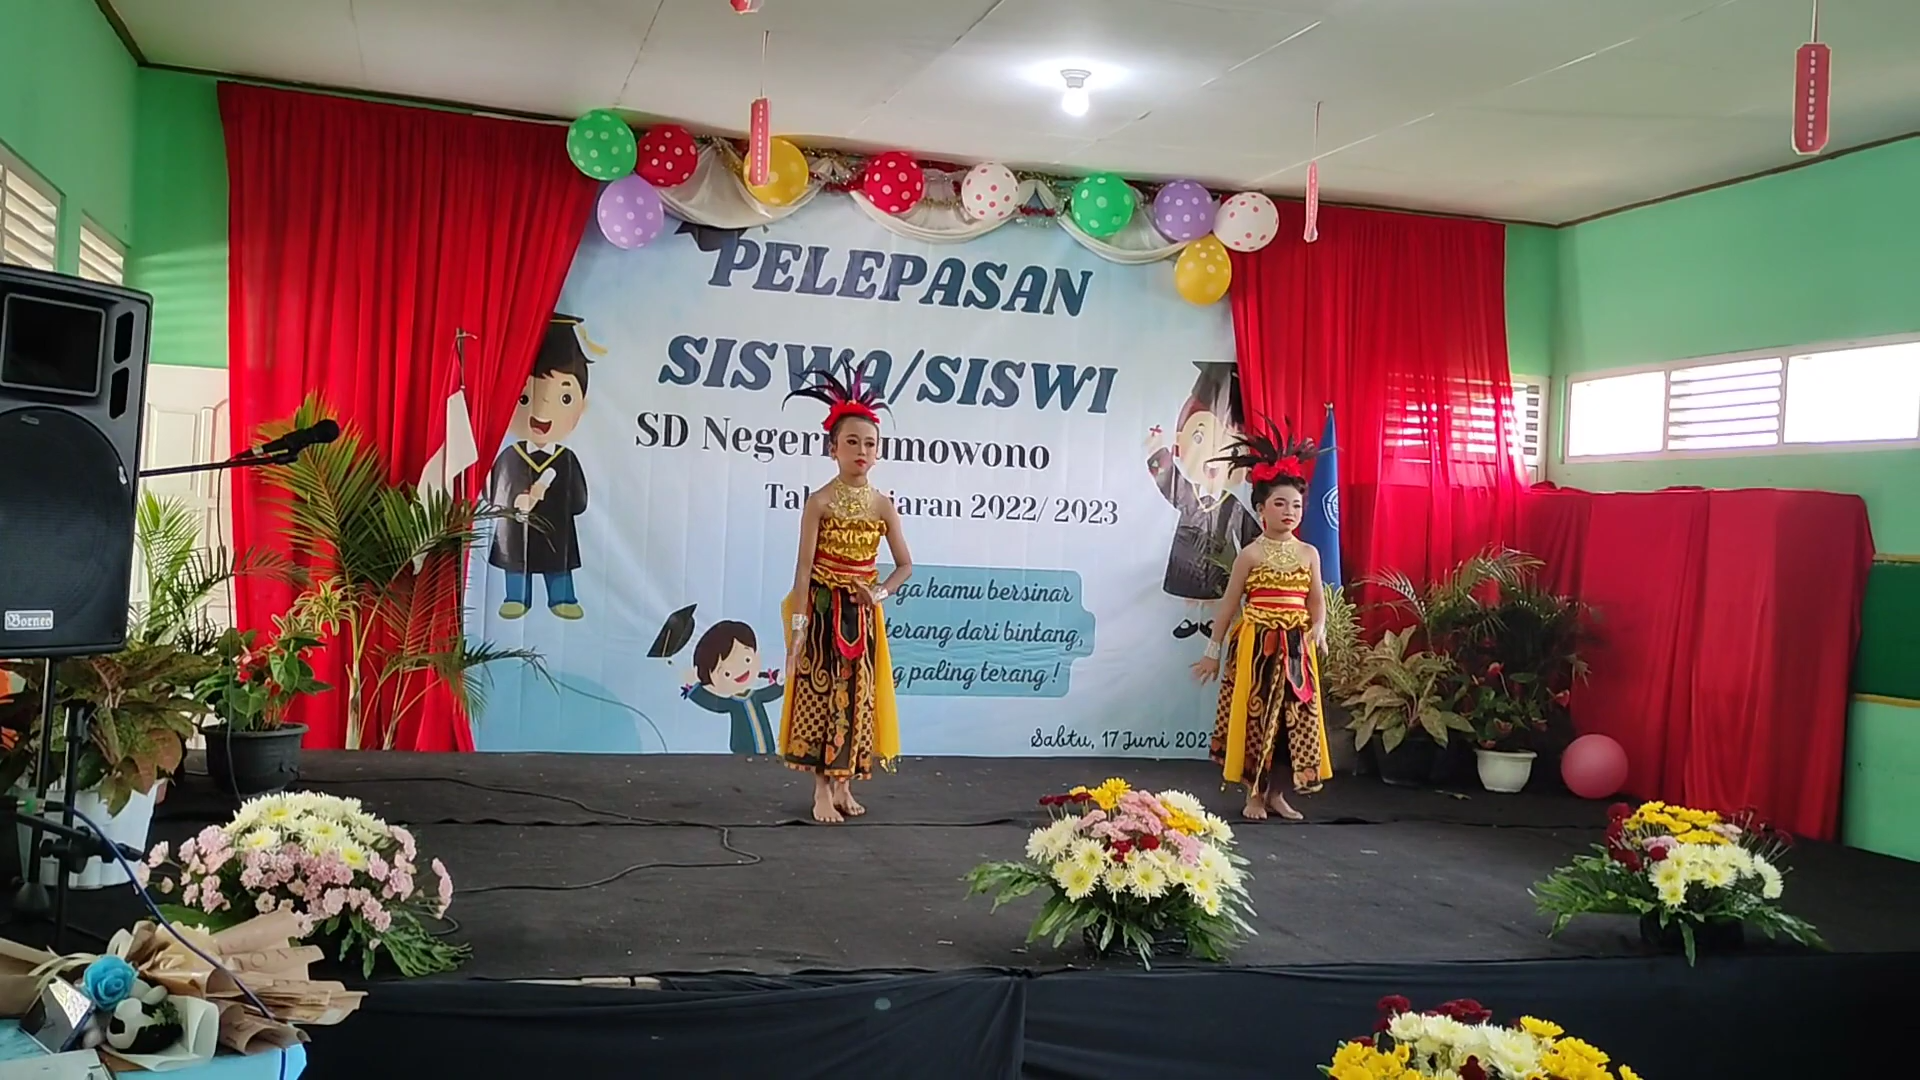 PELEPASAN
SISWA/SISWI
SD Negeri umowono
Ta jaran 2022/2023
ga kamu bersinar
terang dari bintang,
g paling terang !
Sabtu, 17 Juni 202
Borneo